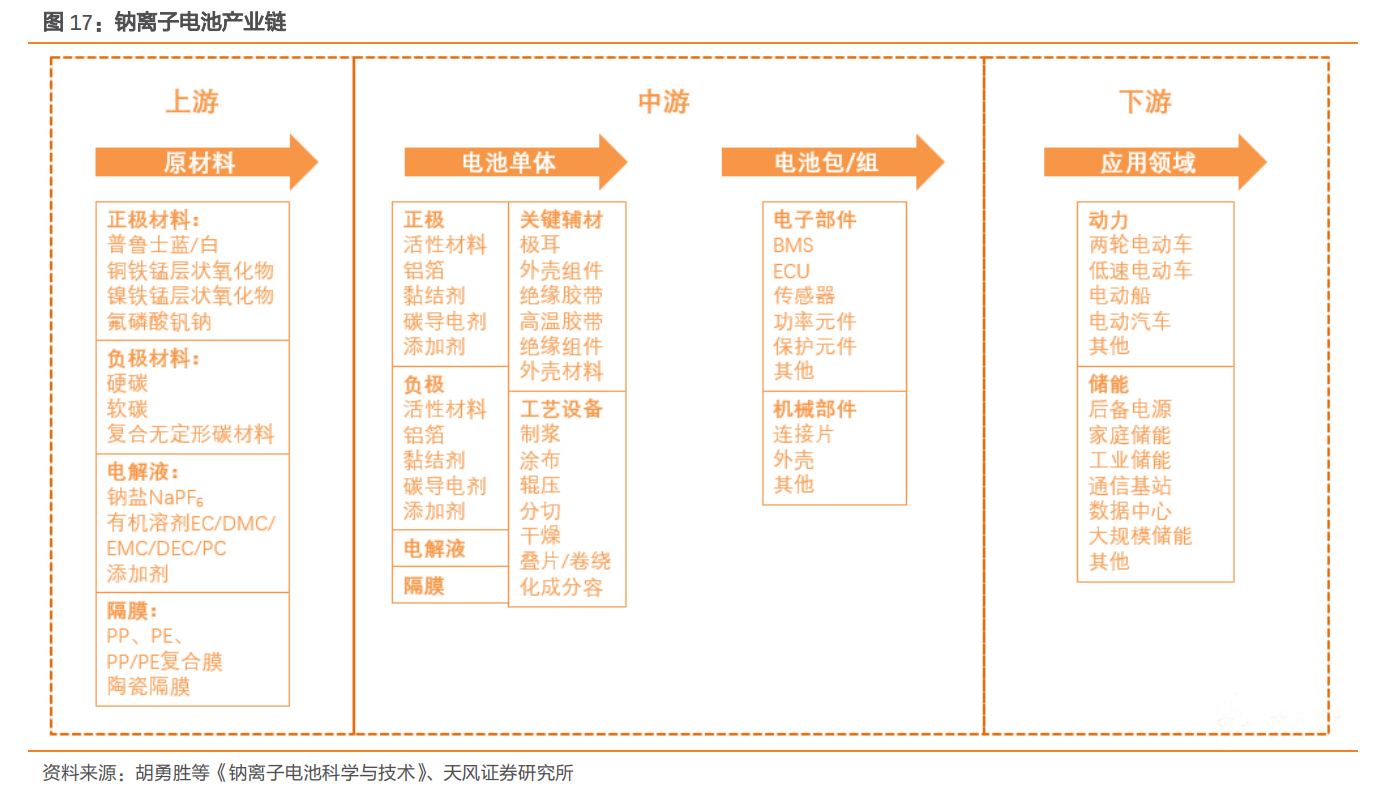 图 17：钠离子电池产业链
上游
原材料
正极材料：
普鲁士蓝/白
铜铁锰层状氧化物
镍铁锰层状氧化物
氟磷酸钒钠
负极材料：
硬碳
软碳
复合无定形碳材料
电解液：
钠盐NaPF₆
有机溶剂EC/DMC/
EMC/DEC/PC
添加剂
隔膜：
PP、PE、
PP/PE复合膜
陶瓷隔膜
中游
电池单体
正极
活性材料
铝箔
黏结剂
碳导电剂
添加剂
负极
活性材料
铝箔
黏结剂
碳导电剂
添加剂
电解液
隔膜
关键辅材
极耳
外壳组件
绝缘胶带
高温胶带
绝缘组件
外壳材料
工艺设备
制浆
涂布
辊压
分切
干燥
叠片/卷绕
化成分容
电池包/组
电子部件
BMS
ECU
传感器
功率元件
保护元件
其他
机械部件
连接片
外壳
其他
下游
应用领域
动力
两轮电动车
低速电动车
电动船
电动汽车
其他
储能
后备电源
家庭储能
工业储能
通信基站
数据中心
大规模储能
其他
资料来源：胡勇胜等《钠离子电池科学与技术》、天风证券研究所